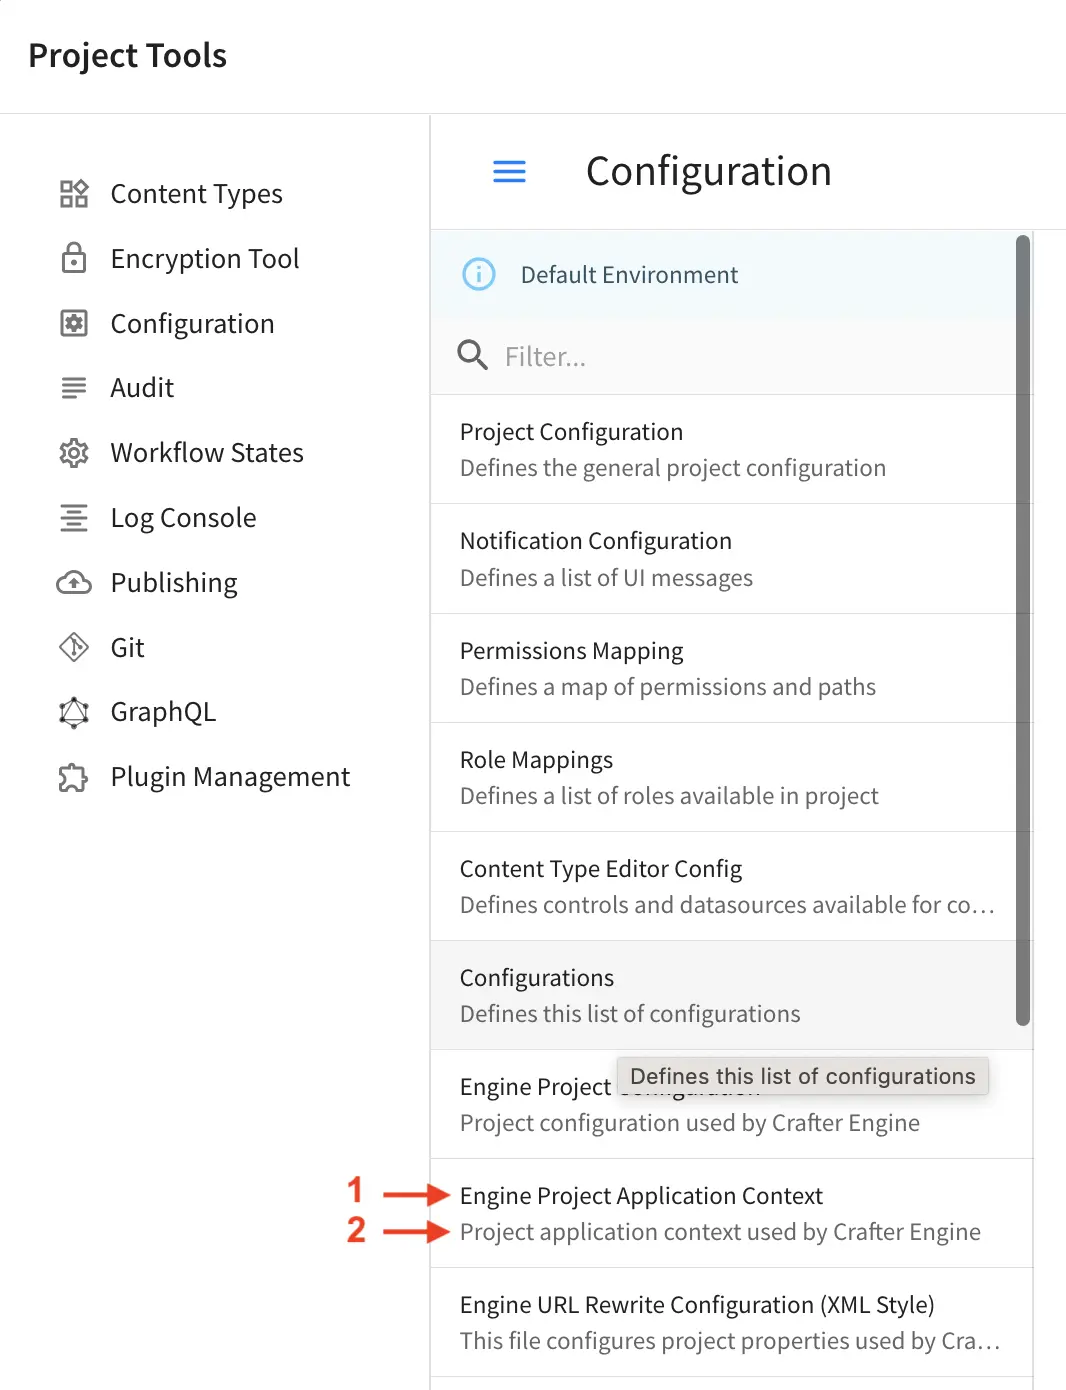 Project Tools
Content Types
Encryption Tool
Configuration
Audit
Workflow States
Log Console
Publishing
Git
GraphQL
Plugin Management
Configuration
Default Environment
Filter...
Project Configuration
Defines the general project configuration
Notification Configuration
Defines a list of UI messages
Permissions Mapping
Defines a map of permissions and paths
Role Mappings
Defines a list of roles available in project
Content Type Editor Config
Defines controls and datasources available for co...
Configurations
Defines this list of configurations
Defines this list of configurations
Engine Project
Project configuration used by Crafter Engine
1 Engine Project Application Context
2 Project application context used by Crafter Engine
Engine URL Rewrite Configuration (XML Style)
This file configures project properties used by Cra...